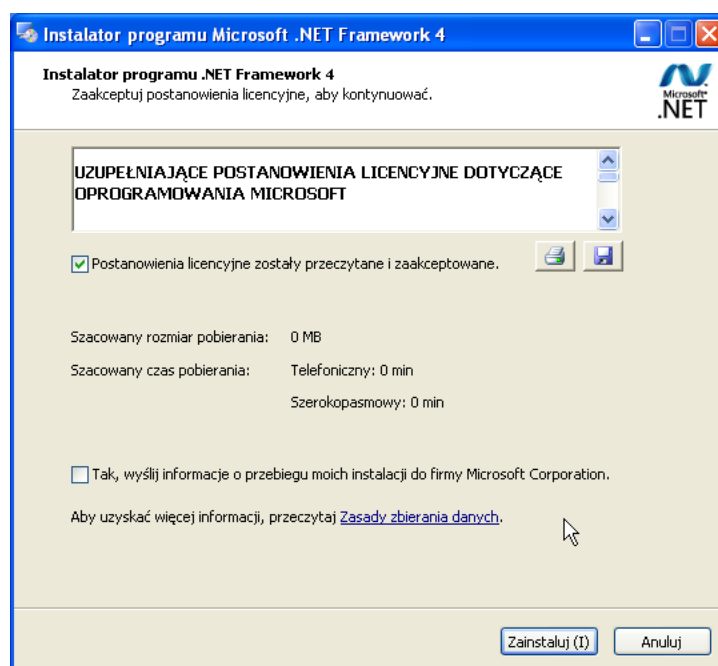 Instalator programu Microsoft .NET Framework 4
Instalator programu .NET Framework 4
Zaakceptuj postanowienia licencyjne, aby kontynuować.
Microsoft
.NET
UZUPEŁNIAJĄCE POSTANOWIENIA LICENCYJNE DOTYCZĄCE
OPROGRAMOWANIA MICROSOFT
Postanowienia licencyjne zostały przeczytane i zaakceptowane.
Szacowany rozmiar pobierania: 0 MB
Szacowany czas pobierania: Telefoniczny: 0 min
Szerokopasmowy: 0 min
Tak, wyślij informacje o przebiegu moich instalacji do firmy Microsoft Corporation.
Aby uzyskać więcej informacji, przeczytaj Zasady zbierania danych.
Zainstaluj (I) Anuluj